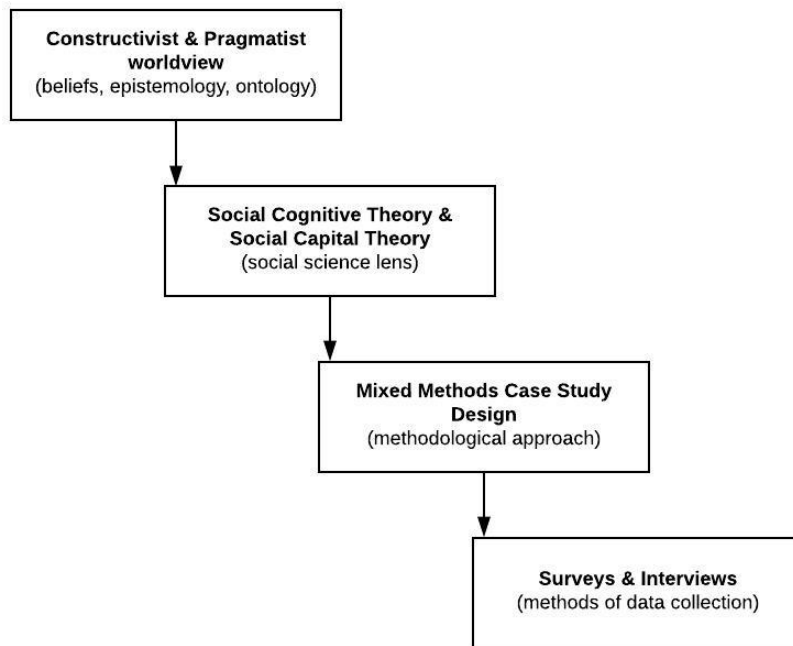 Constructivist & Pragmatist
worldview
(beliefs, epistemology, ontology)
Social Cognitive Theory &
Social Capital Theory
(social science lens)
Mixed Methods Case Study
Design
(methodological approach)
Surveys & Interviews
(methods of data collection)